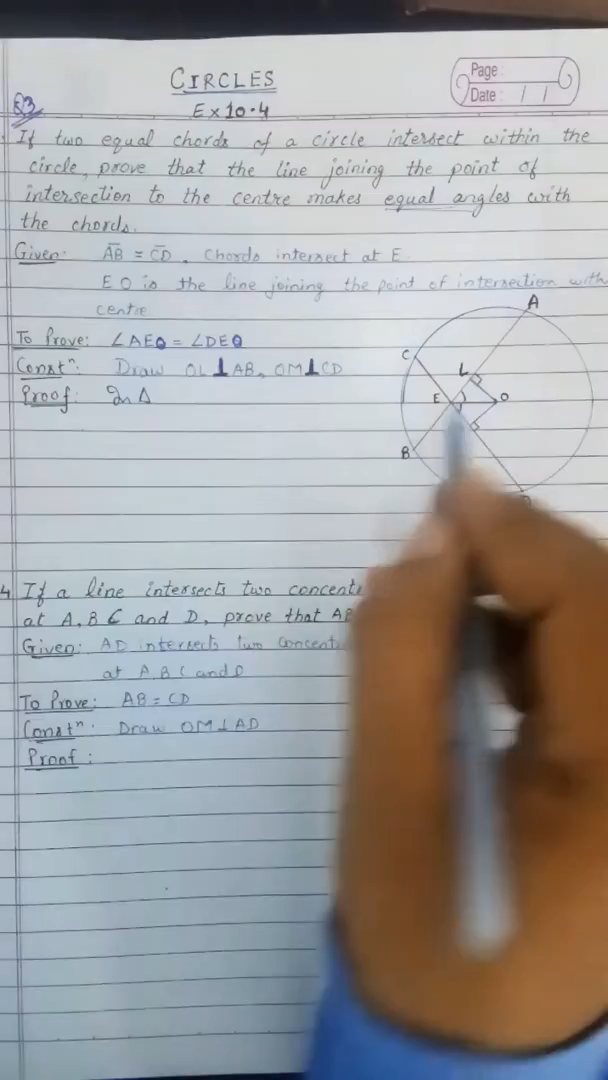 CIRCLES
Page:
Date: / /
Ex 10.4
Q3
If two equal chords of a circle intersect within the
circle, prove that the line joining the point of
intersection to the centre makes equal angles with
the chords.
Given: AB = CD, Chords intersect at E.
EO is the line joining the point of intersection with
centre
To Prove: ∠AEO = ∠DEO
Constⁿ: Draw OL⊥AB, OM⊥CD
Proof: In Δ
A
C
L
E
O
B
4 If a line intersects two concent
at A, B C and D, prove that AB
Given: AD intersects two concent
at A B C and D
To Prove: AB = CD
Constⁿ: Draw OM⊥AD
Proof: